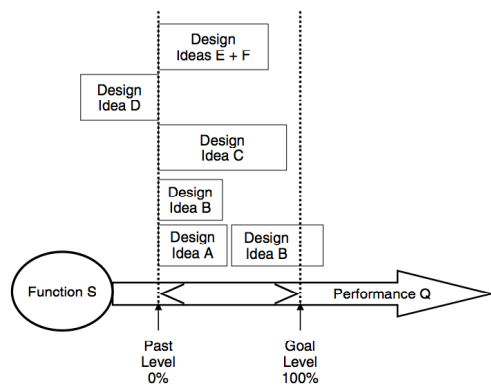 Design
Ideas E + F
Design
Idea D
Design
Idea C
Design
Idea B
Design
Idea A
Design
Idea B
Function S
Performance Q
Past
Level
0%
Goal
Level
100%